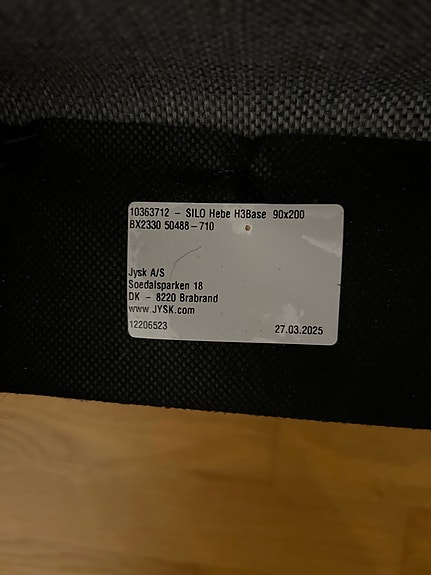 10363712 - SILO Hebe H3Base 90x200
BX2330 50488-710
Jysk A/S
Soedalsparken 18
DK - 8220 Brabrand
www.JYSK.com
12206523 27.03.2025